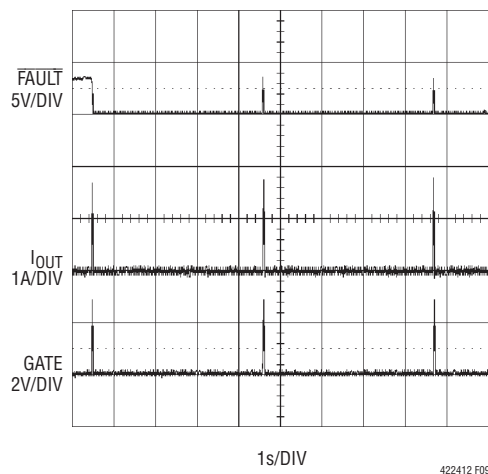 FAULT
5V/DIV
IOUT
1A/DIV
GATE
2V/DIV
1s/DIV
422412 F09